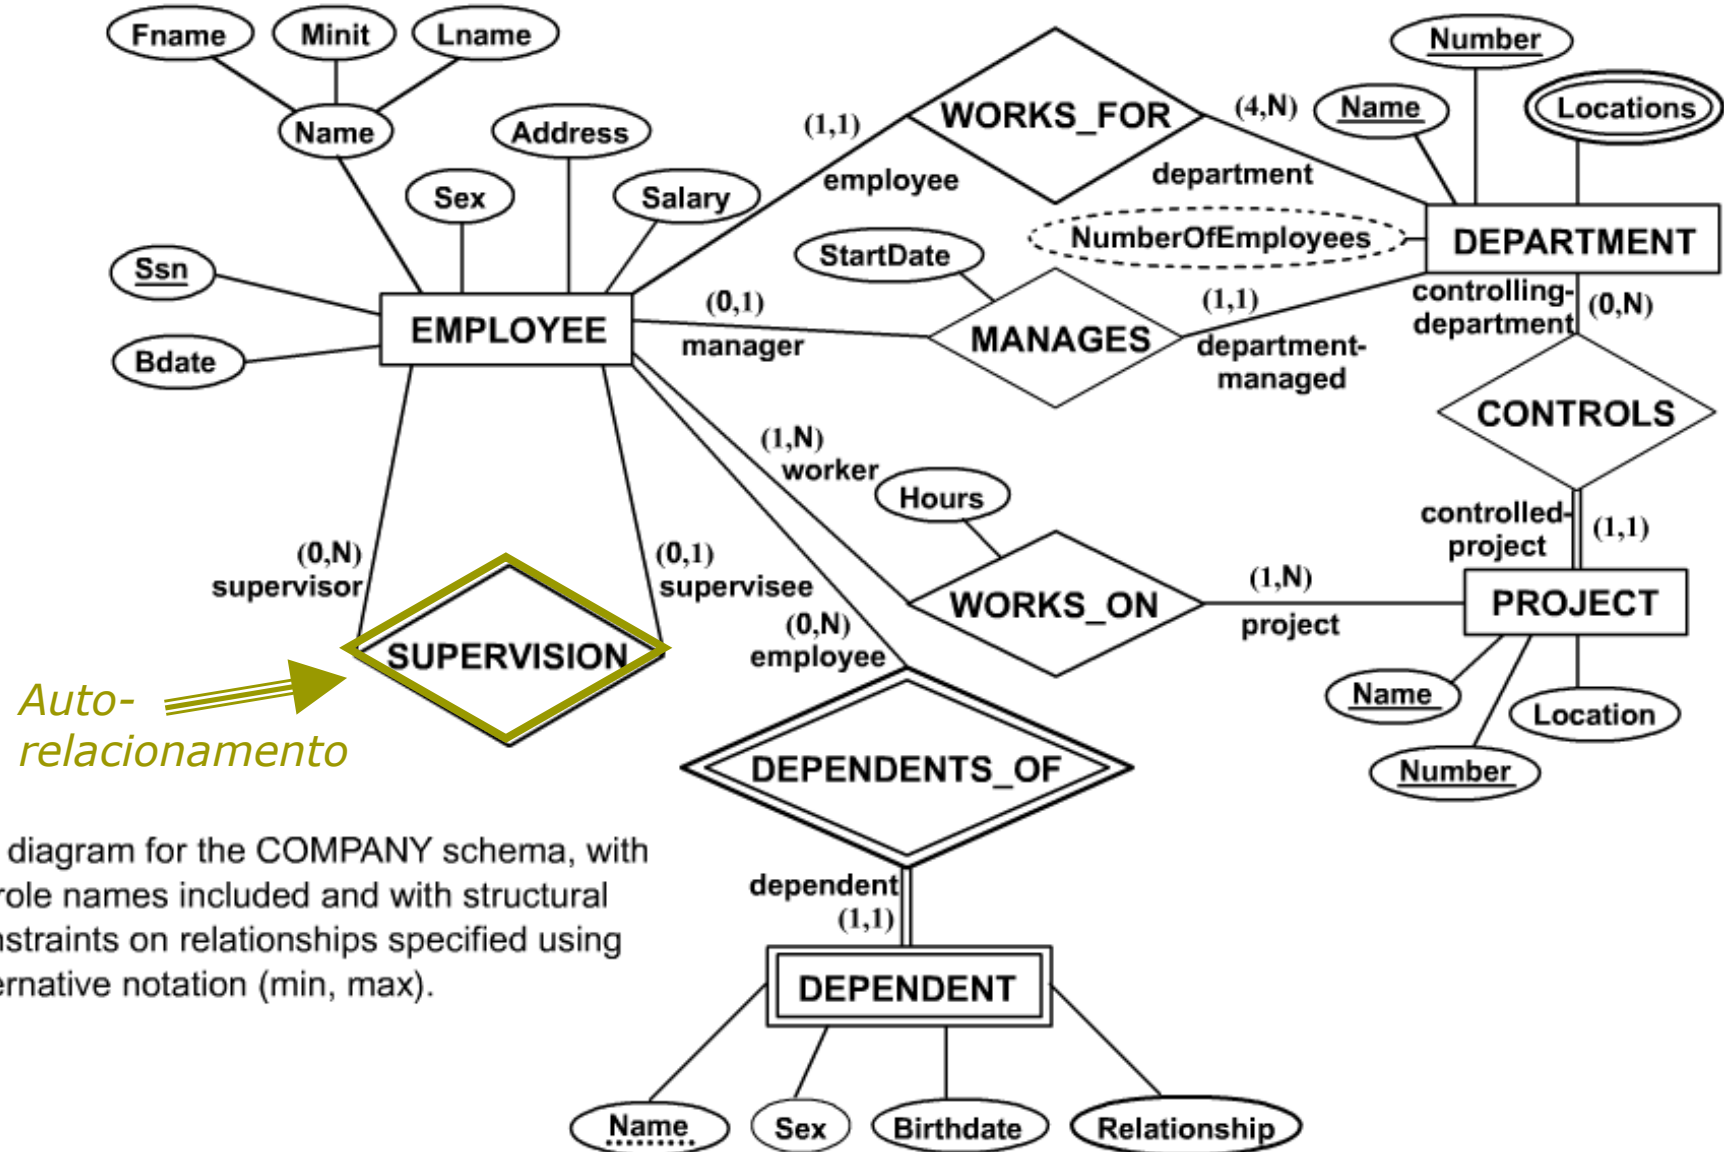 Fname
Minit
Lname
Name
Sex
Address
Salary
Ssn
Bdate
EMPLOYEE
(1,1)
employee
WORKS_FOR
(4,N)
department
Number
Name
Locations
NumberOfEmployees
DEPARTMENT
StartDate
(0,1)
manager
MANAGES
(1,1)
department-
managed
controlling-
department
(0,N)
CONTROLS
controlled-
project
(1,1)
(1,N)
worker
Hours
WORKS_ON
(1,N)
project
PROJECT
Name
Number
Location
(0,N)
supervisor
(0,1)
supervisee
SUPERVISION
Auto-
relacionamento
(0,N)
employee
DEPENDENTS_OF
dependent
(1,1)
DEPENDENT
Name
Sex
Birthdate
Relationship
diagram for the COMPANY schema, with
role names included and with structural
nstraints on relationships specified using
ernative notation (min, max).